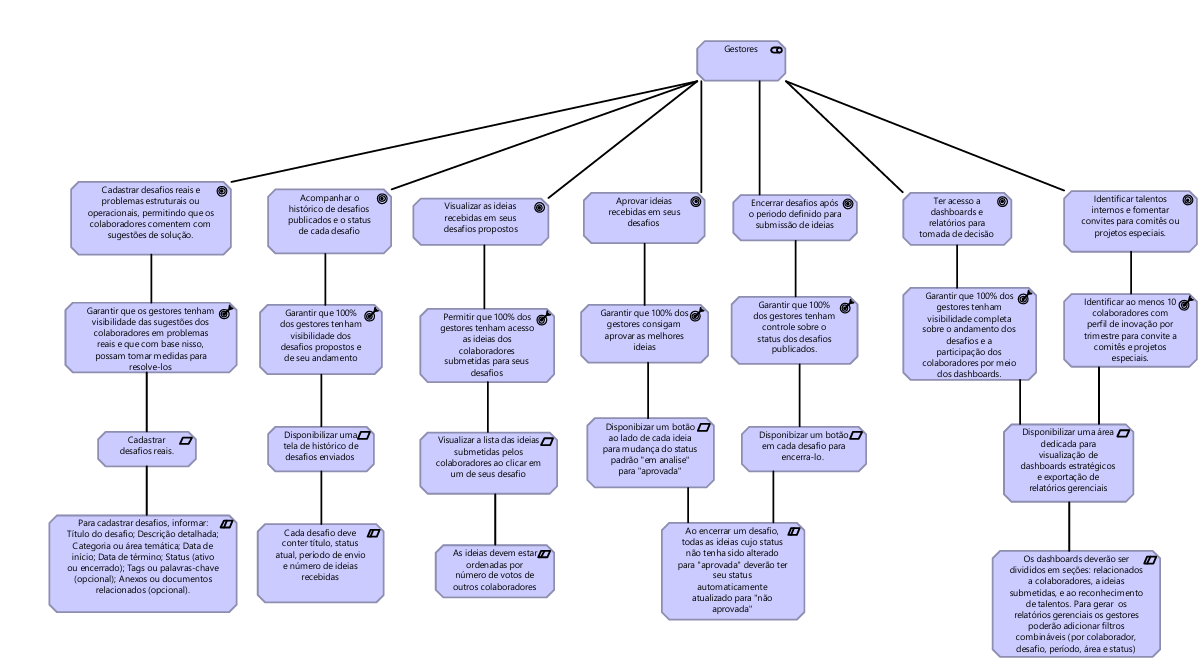 Gestores
Cadastrar desafios reais e
problemas estruturais ou
operacionais, permitindo que os
colaboradores comentem com
sugestões de solução.
Acompanhar o
histórico de desafios
publicados e o status
de cada desafio
Visualizar as ideias
recebidas em seus
desafios propostos
Aprovar ideias
recebidas em seus
desafios
Encerrar desafios após
o periodo definido para
submissão de ideias
Ter acesso a
dashboards e
relatórios para
tomada de decisão
Identificar talentos
internos e fomentar
convites para comitês ou
projetos especiais.
Garantir que os gestores tenham
visibilidade das sugestões dos
colaboradores em problemas
reais e que com base nisso,
possam tomar medidas para
resolve-los
Garantir que 100%
dos gestores tenham
visibilidade dos
desafios propostos e
de seu andamento
Permitir que 100% dos
gestores tenham acesso
as ideias dos
colaboradores
submetidas para seus
desafios
Garantir que 100% dos
gestores consigam
aprovar as melhores
ideias
Garantir que 100%
dos gestores tenham
controle sobre o
status dos desafios
publicados.
Garantir que 100% dos
gestores tenham
visibilidade completa
sobre o andamento dos
desafios e a
participação dos
colaboradores por meio
dos dashboards.
Identificar ao menos 10
colaboradores com
perfil de inovação por
trimestre para convite a
comitês e projetos
especiais.
Cadastrar
desafios reais.
Disponibilizar uma
tela de histórico de
desafios enviados
Visualizar a lista das ideias
submetidas pelos
colaboradores ao clicar em
um de seus desafio
Disponibizar um botão
ao lado de cada ideia
para mudança do status
padrão "em analise"
para "aprovada"
Disponibizar um botão
em cada desafio para
encerra-lo.
Disponibilizar uma área
dedicada para
visualização de
dashboards estratégicos
e exportação de
relatórios gerenciais
Para cadastrar desafios, informar:
Título do desafio; Descrição detalhada;
Categoria ou área temática; Data de
início; Data de término; Status (ativo
ou encerrado); Tags ou palavras-chave
(opcional); Anexos ou documentos
relacionados (opcional).
Cada desafio deve
conter título, status
atual, periodo de envio
e número de ideias
recebidas
As ideias devem estar
ordenadas por
número de votos de
outros colaboradores
Ao encerrar um desafio,
todas as ideias cujo status
não tenha sido alterado
para "aprovada" deverão ter
seu status
automaticamente
atualizado para "não
aprovada"
Os dashboards deverão ser
divididos em seções: relacionados
a colaboradores, a ideias
submetidas, e ao reconhecimento
de talentos. Para gerar os
relatórios gerenciais os gestores
poderão adicionar filtros
combináveis (por colaborador,
desafio, período, área e status)